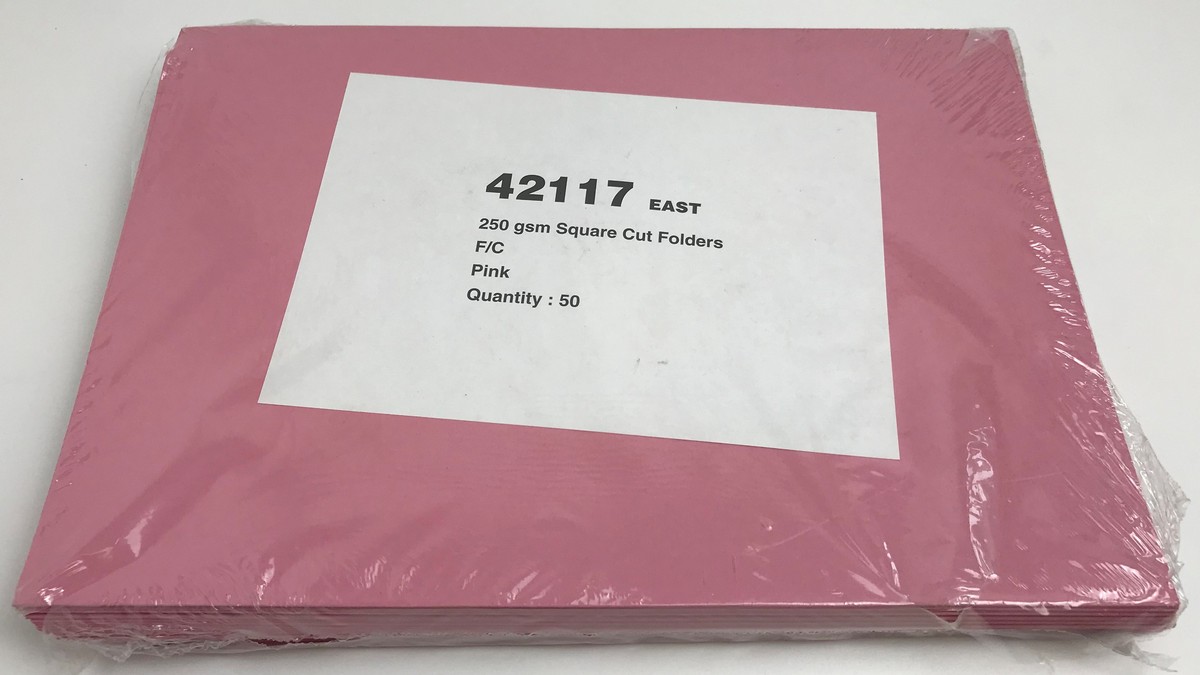 42117 EAST
250 gsm Square Cut Folders
F/C
Pink
Quantity : 50